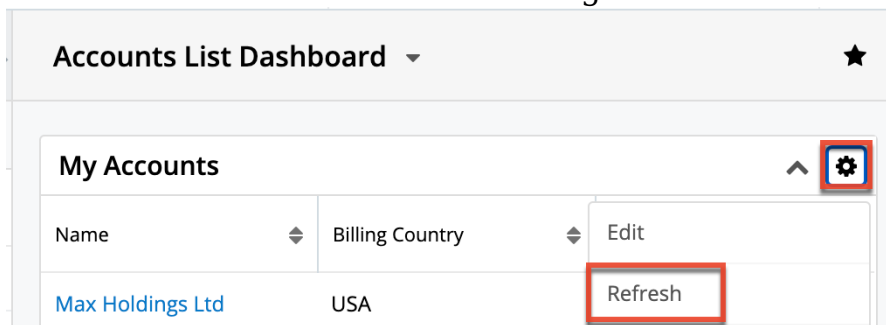 Accounts List Dashboard
My Accounts
Name Billing Country Edit
Max Holdings Ltd USA Refresh